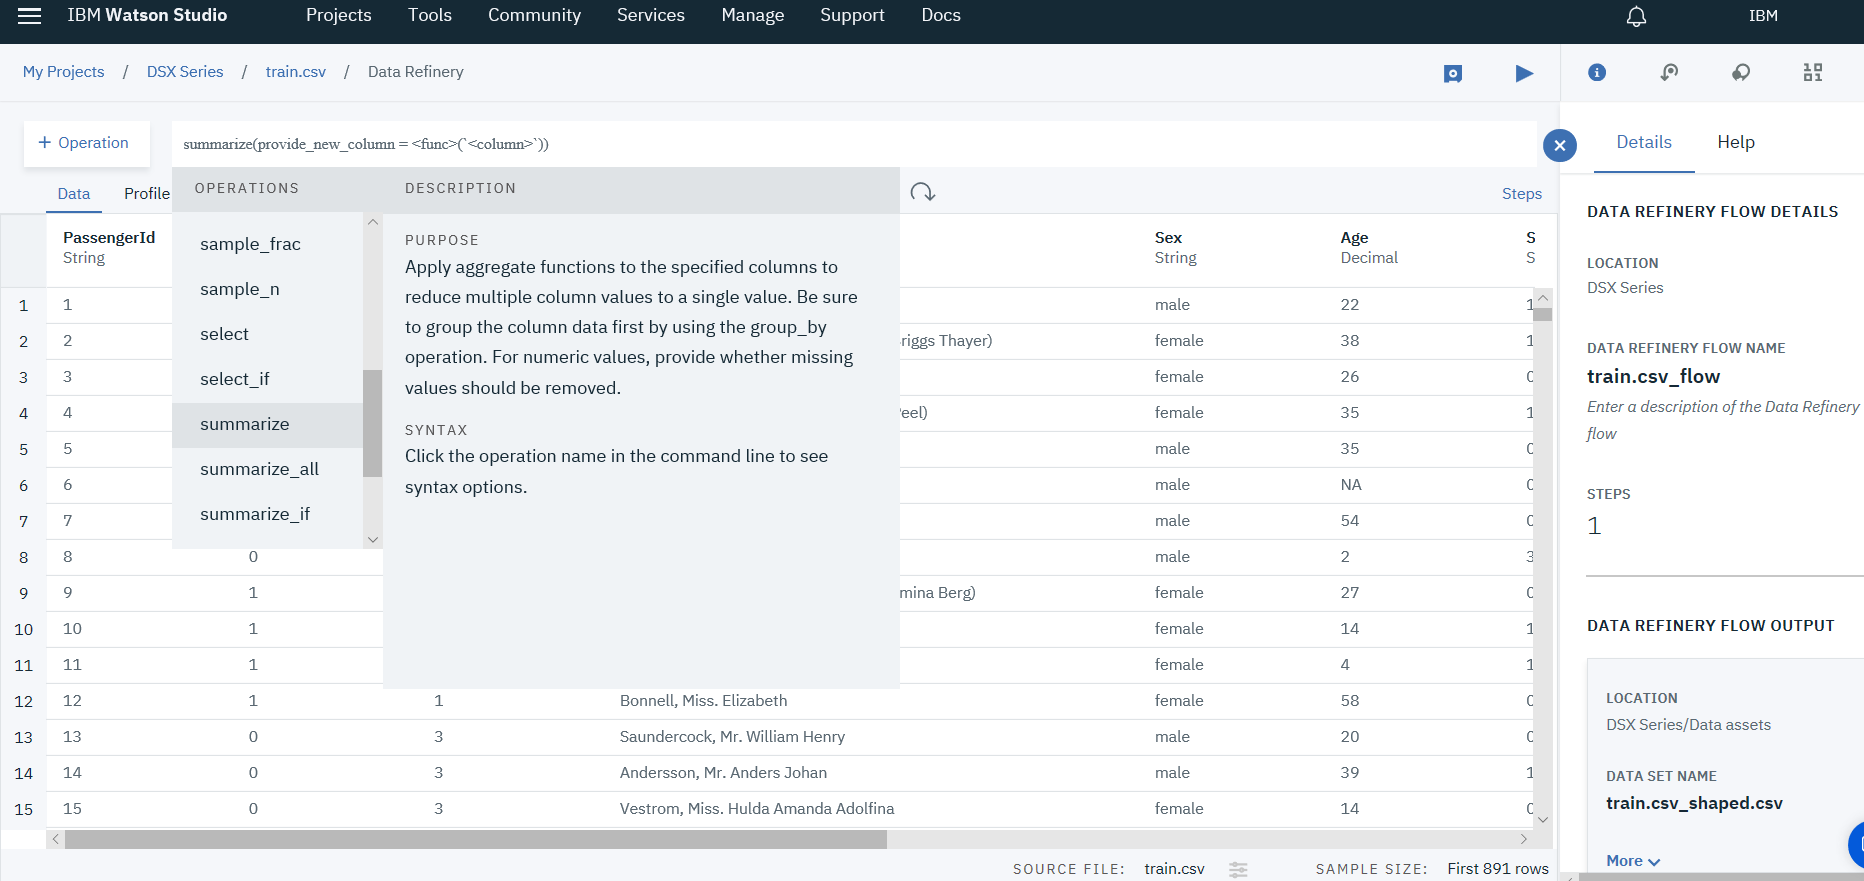 IBM Watson Studio Projects Tools Community Services Manage Support Docs IBM
My Projects / DSX Series / train.csv / Data Refinery
+ Operation
summarize(provide_new_column = <func>(`<column>`))
Data Profile
Steps
OPERATIONS
sample_frac
sample_n
select
select_if
summarize
summarize_all
summarize_if
DESCRIPTION
PURPOSE
Apply aggregate functions to the specified columns to
reduce multiple column values to a single value. Be sure
to group the column data first by using the group_by
operation. For numeric values, provide whether missing
values should be removed.
SYNTAX
Click the operation name in the command line to see
syntax options.
PassengerId Sex Age S
String String Decimal S
1 1 male 22 1
2 2 riggs Thayer) female 38 1
3 3 female 26 0
4 4 eel) female 35 1
5 5 male 35 0
6 6 male NA 0
7 7 male 54 0
8 8 0 male 2 3
9 9 1 mina Berg) female 27 0
10 10 1 female 14 1
11 11 1 female 4 1
12 12 1 1 Bonnell, Miss. Elizabeth female 58 0
13 13 0 3 Saundercock, Mr. William Henry male 20 0
14 14 0 3 Andersson, Mr. Anders Johan male 39 1
15 15 0 3 Vestrom, Miss. Hulda Amanda Adolfina female 14 0
SOURCE FILE: train.csv SAMPLE SIZE: First 891 rows
Details Help
DATA REFINERY FLOW DETAILS
LOCATION
DSX Series
DATA REFINERY FLOW NAME
train.csv_flow
Enter a description of the Data Refinery
flow
STEPS
1
DATA REFINERY FLOW OUTPUT
LOCATION
DSX Series/Data assets
DATA SET NAME
train.csv_shaped.csv
More